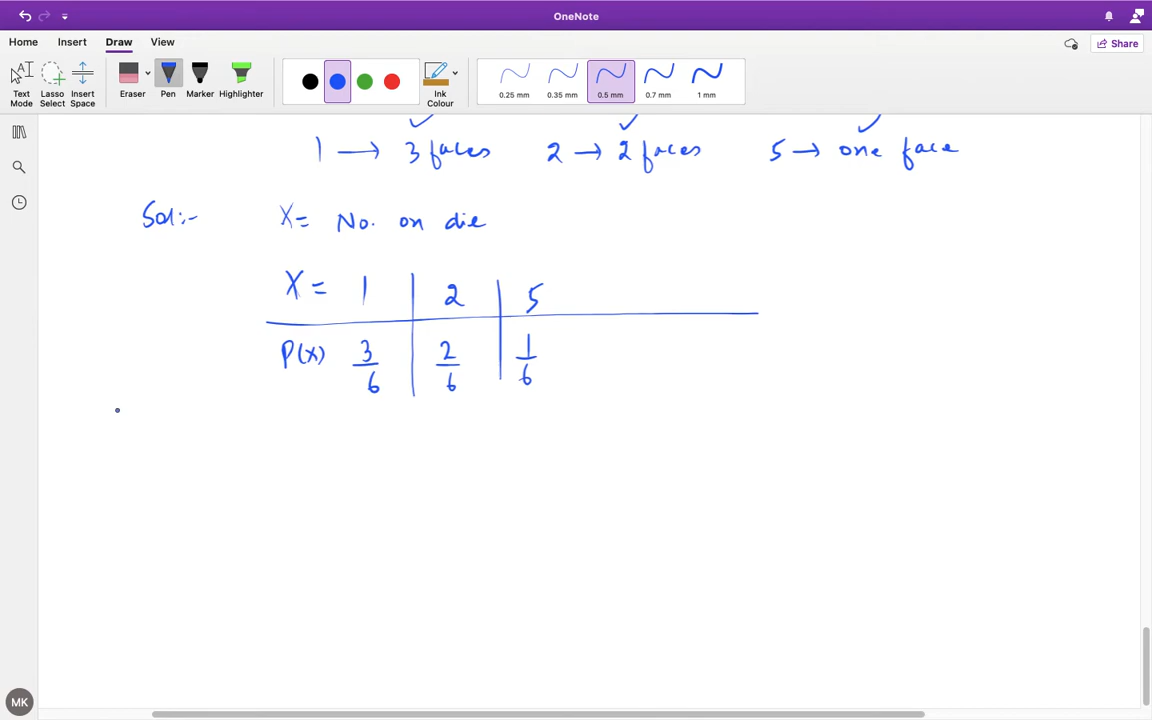 OneNote
Home Insert Draw View
Share
Text Mode
Lasso Select
Insert Space
Eraser
Pen
Marker
Highlighter
Ink Colour
0.25 mm
0.35 mm
0.5 mm
0.7 mm
1 mm
1 → 3 faces 2 → 2 faces 5 → one face
Sol:- X = No. on die
X = 1 2 5
P(X) 3/6 2/6 1/6
MK